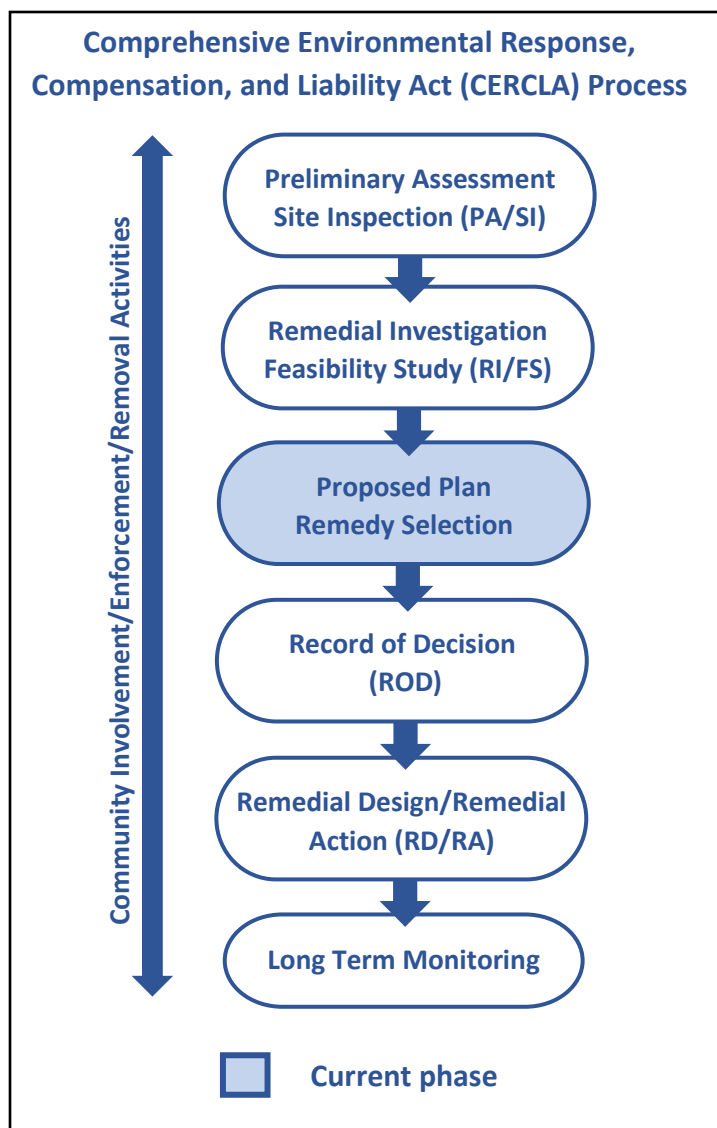 Comprehensive Environmental Response,
Compensation, and Liability Act (CERCLA) Process
Community Involvement/Enforcement/Removal Activities
Preliminary Assessment
Site Inspection (PA/SI)
Remedial Investigation
Feasibility Study (RI/FS)
Proposed Plan
Remedy Selection
Record of Decision
(ROD)
Remedial Design/Remedial
Action (RD/RA)
Long Term Monitoring
Current phase